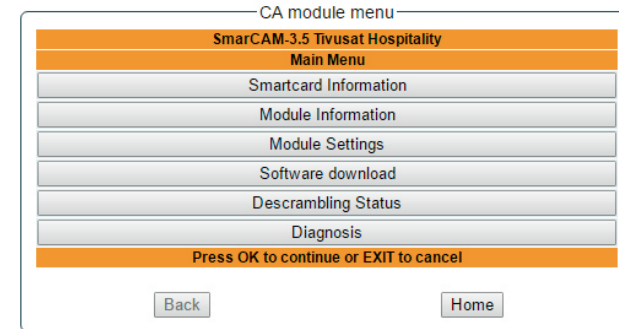 CA module menu
SmarCAM-3.5 Tivusat Hospitality
Main Menu
Smartcard Information
Module Information
Module Settings
Software download
Descrambling Status
Diagnosis
Press OK to continue or EXIT to cancel
Back Home